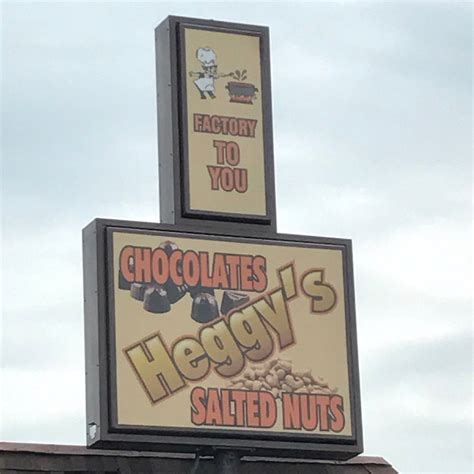 FACTORY
TO
YOU
CHOCOLATES
Heggy's
SALTED NUTS